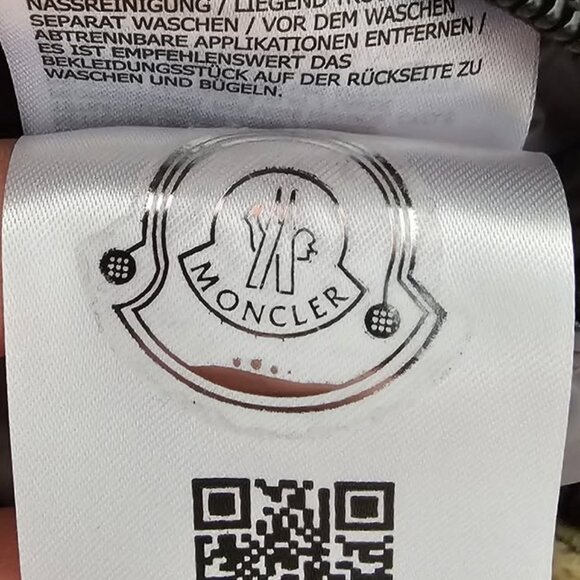 NASSREINIGUNG / LIEGEND
SEPARAT WASCHEN / VOR DEM WASCHEN
ABTRENNBARE APPLIKATIONEN ENTFERNEN /
ES IST EMPFEHLENSWERT DAS
BEKLEIDUNGSSTÜCK AUF DER RÜCKSEITE ZU
WASCHEN UND BÜGELN.
MONCLER